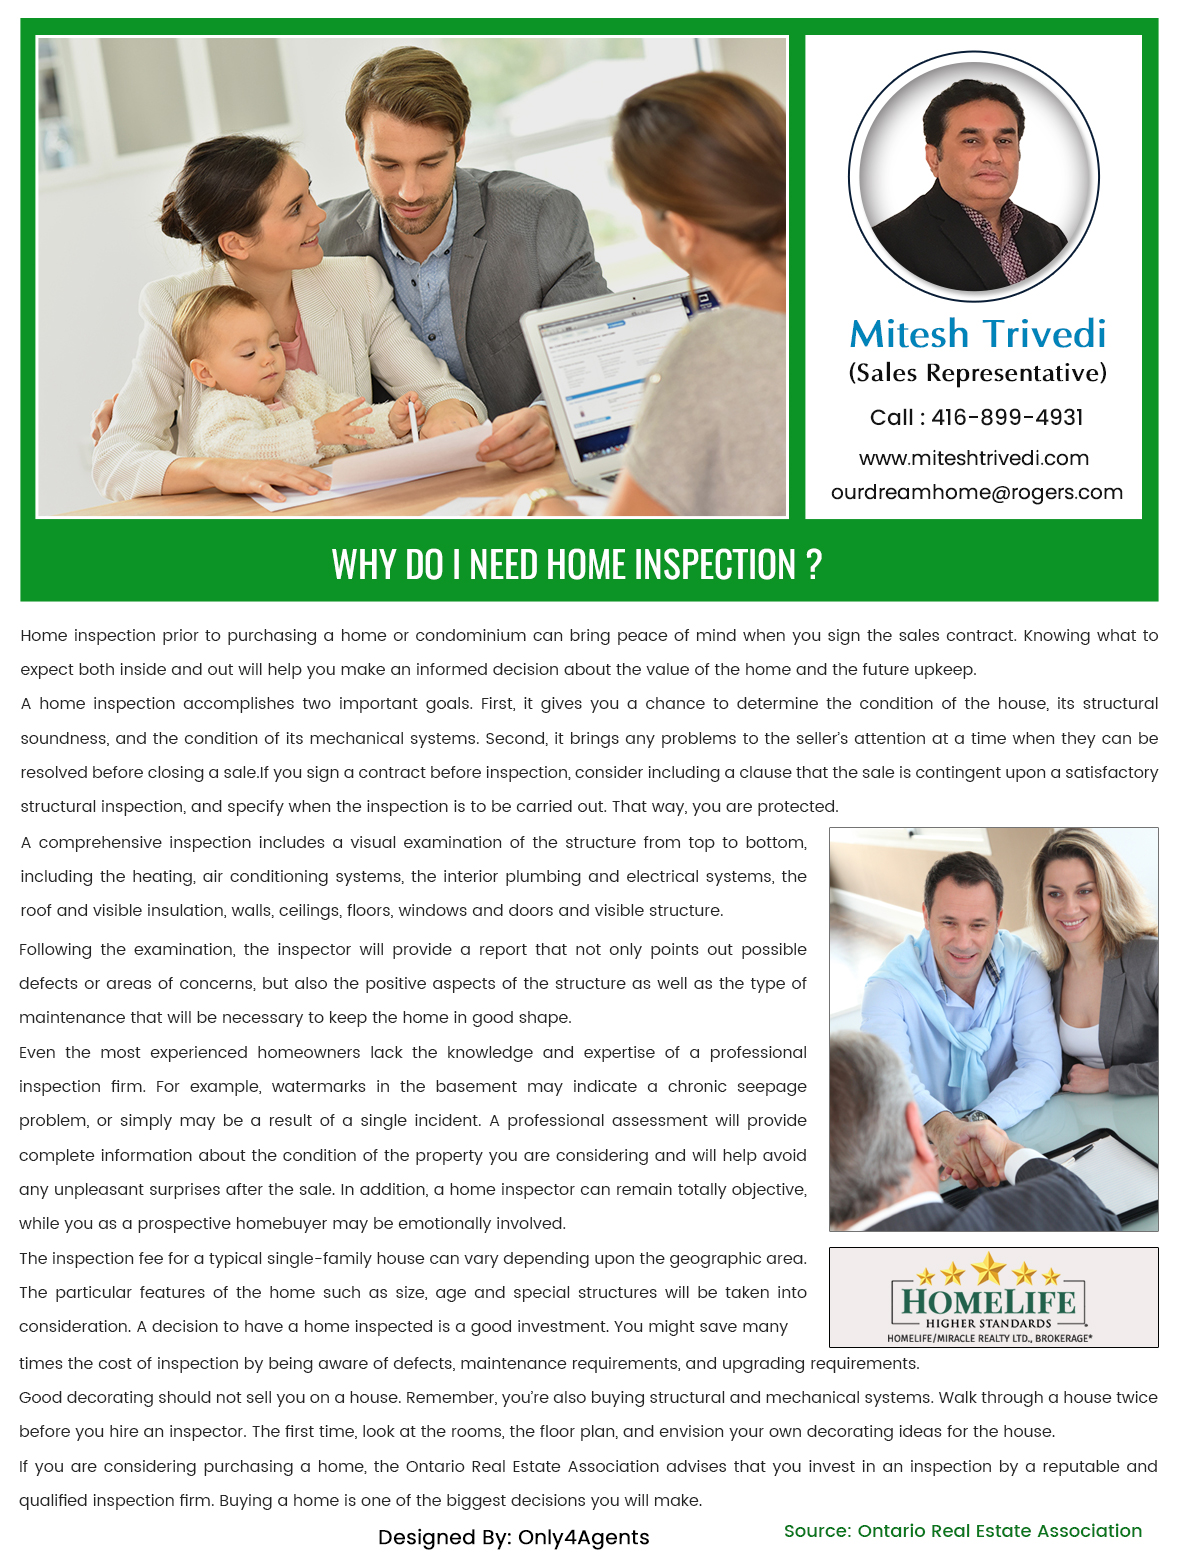 Mitesh Trivedi
(Sales Representative)
Call : 416-899-4931
www.miteshtrivedi.com
ourdreamhome@rogers.com
WHY DO I NEED HOME INSPECTION ?
Home inspection prior to purchasing a home or condominium can bring peace of mind when you sign the sales contract. Knowing what to
expect both inside and out will help you make an informed decision about the value of the home and the future upkeep.
A home inspection accomplishes two important goals. First, it gives you a chance to determine the condition of the house, its structural
soundness, and the condition of its mechanical systems. Second, it brings any problems to the seller's attention at a time when they can be
resolved before closing a sale.If you sign a contract before inspection, consider including a clause that the sale is contingent upon a satisfactory
structural inspection, and specify when the inspection is to be carried out. That way, you are protected.
A comprehensive inspection includes a visual examination of the structure from top to bottom,
including the heating, air conditioning systems, the interior plumbing and electrical systems, the
roof and visible insulation, walls, ceilings, floors, windows and doors and visible structure.
Following the examination, the inspector will provide a report that not only points out possible
defects or areas of concerns, but also the positive aspects of the structure as well as the type of
maintenance that will be necessary to keep the home in good shape.
Even the most experienced homeowners lack the knowledge and expertise of a professional
inspection firm. For example, watermarks in the basement may indicate a chronic seepage
problem, or simply may be a result of a single incident. A professional assessment will provide
complete information about the condition of the property you are considering and will help avoid
any unpleasant surprises after the sale. In addition, a home inspector can remain totally objective,
while you as a prospective homebuyer may be emotionally involved.
The inspection fee for a typical single-family house can vary depending upon the geographic area.
The particular features of the home such as size, age and special structures will be taken into
consideration. A decision to have a home inspected is a good investment. You might save many
times the cost of inspection by being aware of defects, maintenance requirements, and upgrading requirements.
HOMELIFE
HIGHER STANDARDS
HOMELIFE/MIRACLE REALTY LTD., BROKERAGE*
Good decorating should not sell you on a house. Remember, you're also buying structural and mechanical systems. Walk through a house twice
before you hire an inspector. The first time, look at the rooms, the floor plan, and envision your own decorating ideas for the house.
If you are considering purchasing a home, the Ontario Real Estate Association advises that you invest in an inspection by a reputable and
qualified inspection firm. Buying a home is one of the biggest decisions you will make.
Designed By: Only4Agents
Source: Ontario Real Estate Association